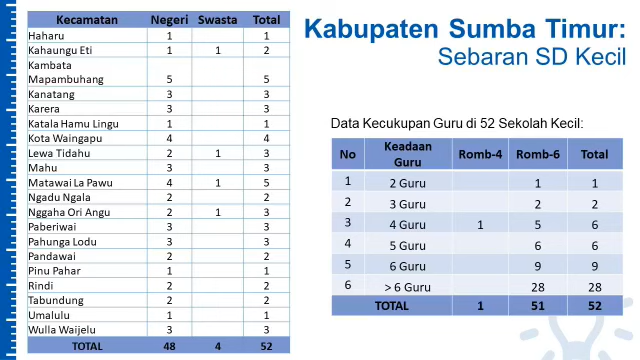 Kecamatan Negeri Swasta Total
Haharu 1 1
Kahaungu Eti 1 1 2
Kambata
Mapambuhang 5 5
Kanatang 3 3
Karera 3 3
Katala Hamu Lingu 1 1
Kota Waingapu 4 4
Lewa Tidahu 2 1 3
Mahu 3 3
Matawai La Pawu 4 1 5
Ngadu Ngala 2 2
Nggaha Ori Angu 2 1 3
Paberiwai 3 3
Pahunga Lodu 3 3
Pandawai 2 2
Pinu Pahar 1 1
Rindi 2 2
Tabundung 2 2
Umalulu 1 1
Wulla Waijelu 3 3
TOTAL 48 4 52
Kabupaten Sumba Timur:
Sebaran SD Kecil
Data Kecukupan Guru di 52 Sekolah Kecil:
No Keadaan Guru Romb-4 Romb-6 Total
1 2 Guru 1 1
2 3 Guru 2 2
3 4 Guru 1 5 6
4 5 Guru 6 6
5 6 Guru 9 9
6 > 6 Guru 28 28
TOTAL 1 51 52